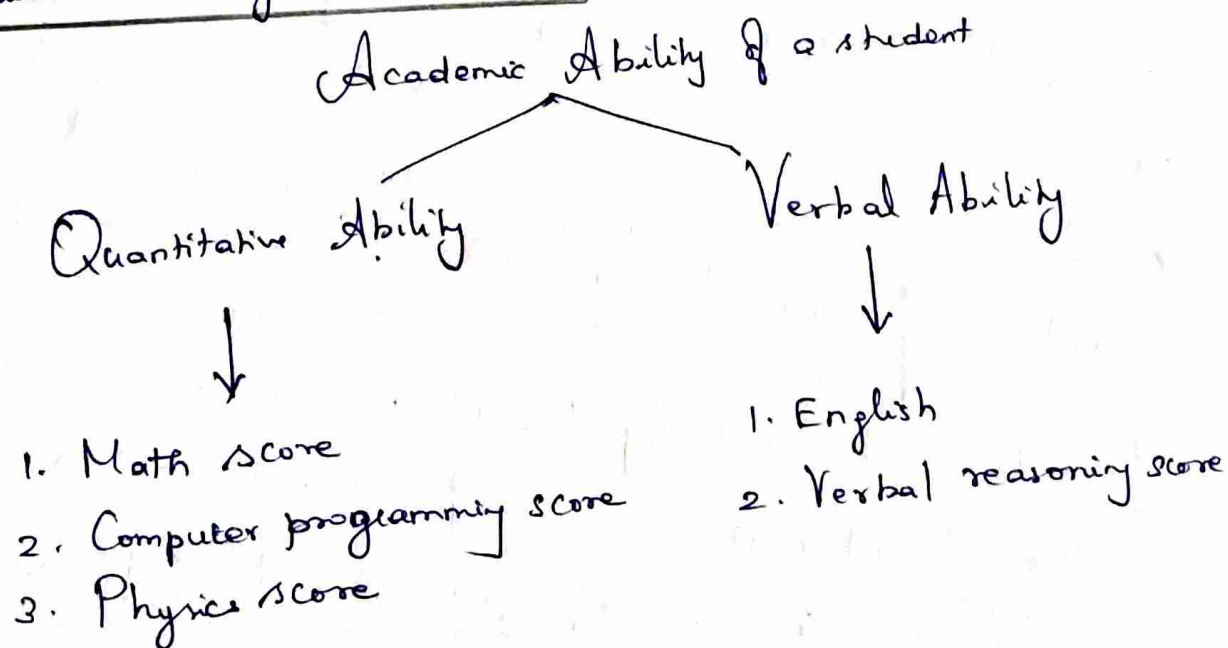 Academic Ability of a student
Quantitative Ability
Verbal Ability
1. Math score
2. Computer programming score
3. Physics score
1. English
2. Verbal reasoning score